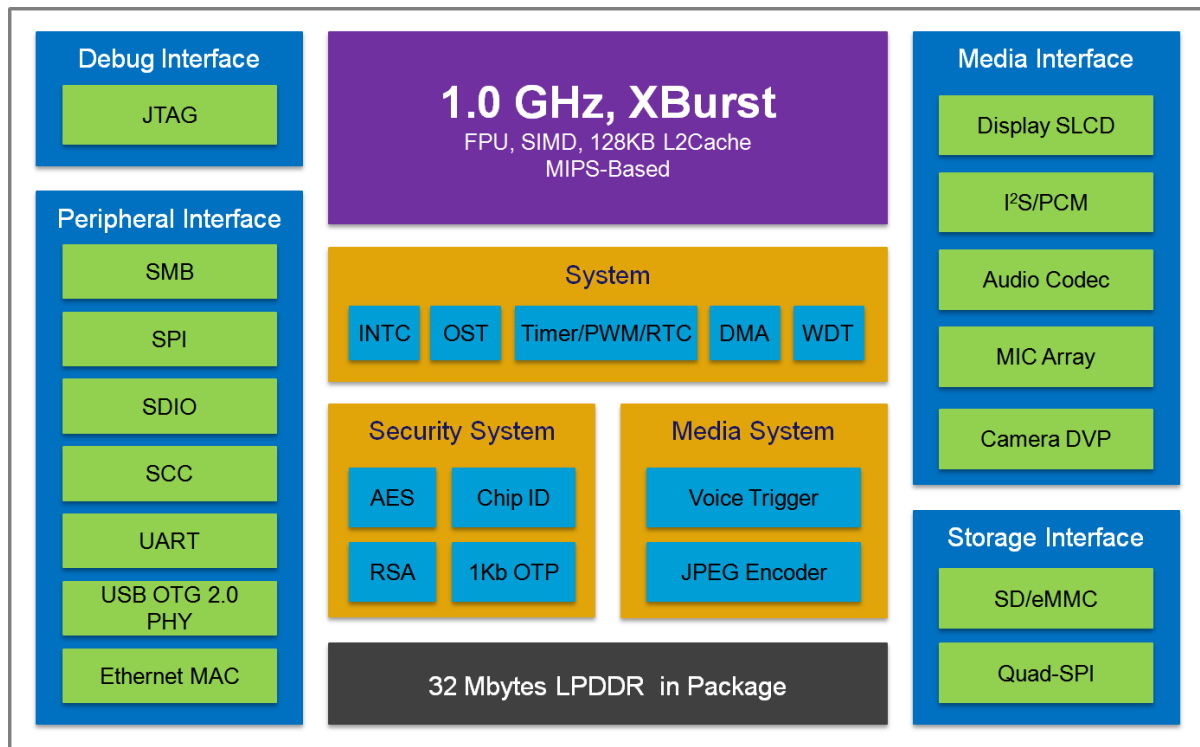 Debug Interface
JTAG
Peripheral Interface
SMB
SPI
SDIO
SCC
UART
USB OTG 2.0
PHY
Ethernet MAC
1.0 GHz, XBurst
FPU, SIMD, 128KB L2Cache
MIPS-Based
System
INTC
OST
Timer/PWM/RTC
DMA
WDT
Security System
AES
Chip ID
RSA
1Kb OTP
Media System
Voice Trigger
JPEG Encoder
32 Mbytes LPDDR in Package
Media Interface
Display SLCD
I²S/PCM
Audio Codec
MIC Array
Camera DVP
Storage Interface
SD/eMMC
Quad-SPI